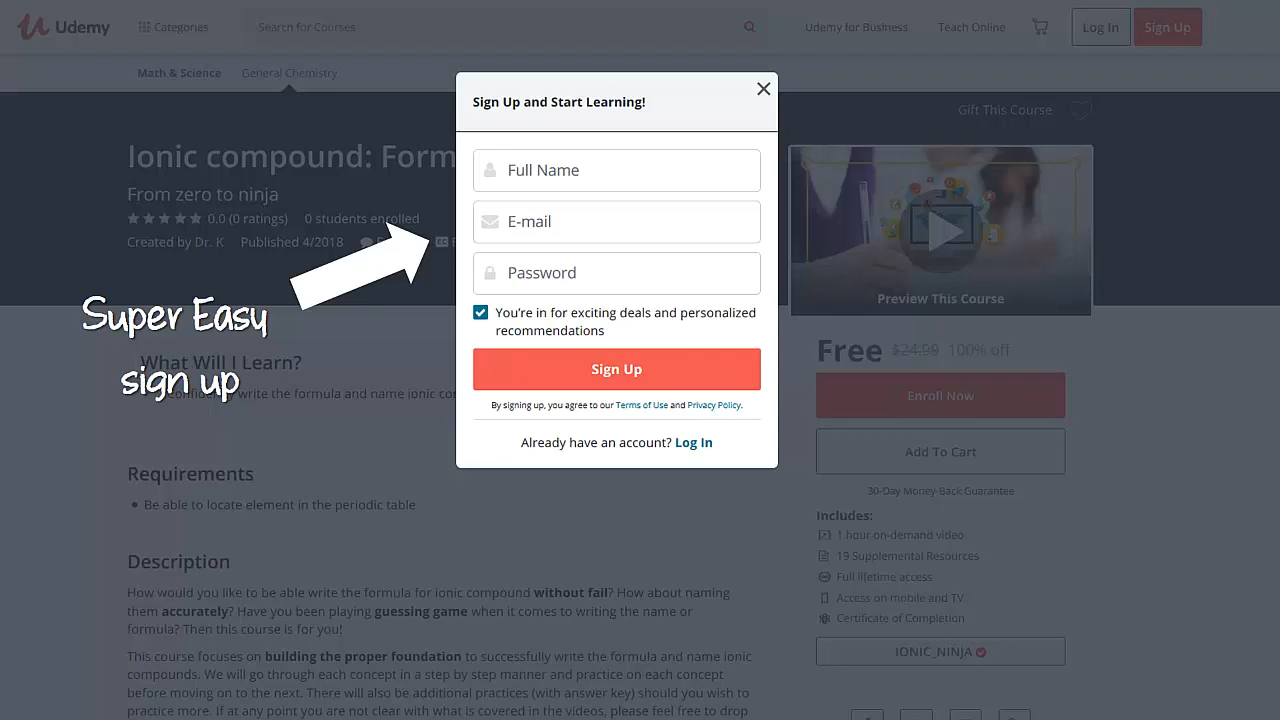 Udemy
Categories
Search for Courses
Udemy for Business
Teach Online
Log In
Sign Up
Math & Science
General Chemistry
Gift This Course
Ionic compound: Form
From zero to ninja
0.0 (0 ratings)
0 students enrolled
Created by Dr. K
Published 4/2018
Sign Up and Start Learning!
Full Name
E-mail
Password
You're in for exciting deals and personalized
recommendations
Sign Up
By signing up, you agree to our Terms of Use and Privacy Policy.
Already have an account? Log In
Super Easy
sign up
What Will I Learn?
write the formula and name ionic co
Requirements
Be able to locate element in the periodic table
Description
How would you like to be able write the formula for ionic compound without fail? How about naming
them accurately? Have you been playing guessing game when it comes to writing the name or
formula? Then this course is for you!
This course focuses on building the proper foundation to successfully write the formula and name ionic
compounds. We will go through each concept in a step by step manner and practice on each concept
before moving on to the next. There will also be additional practices (with answer key) should you wish to
practice more. If at any point you are not clear with what is covered in the videos, please feel free to drop
Preview This Course
Free $24.99 100% off
Enroll Now
Add To Cart
30-Day Money-Back Guarantee
Includes:
1 hour on-demand video
19 Supplemental Resources
Full lifetime access
Access on mobile and TV
Certificate of Completion
IONIC_NINJA